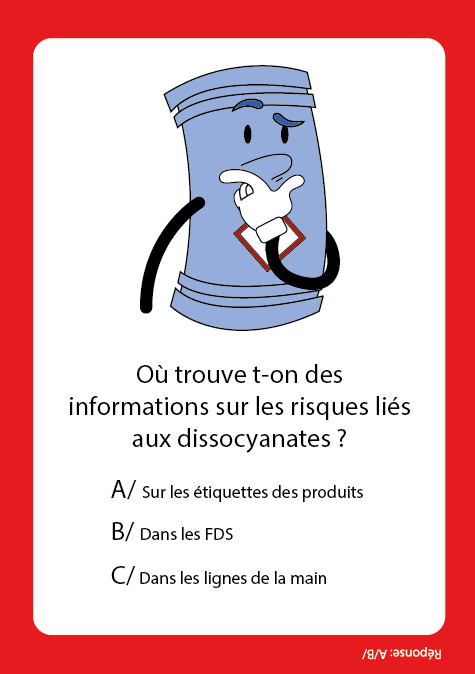 Où trouve t-on des
informations sur les risques liés
aux dissocyanates ?
A/ Sur les étiquettes des produits
B/ Dans les FDS
C/ Dans les lignes de la main
Réponse: A/B/